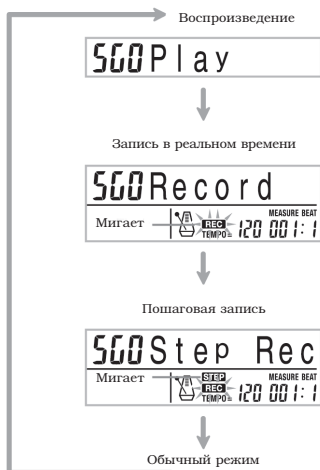 Воспроизведение
SG0Play
Запись в реальном времени
SG0Record
Мигает
REC
MEASURE BEAT
TEMPO= 120 001:1
Пошаговая запись
SG0Step Rec
Мигает
STEP
MEASURE BEAT
REC
TEMPO= 120 001:1
Обычный режим